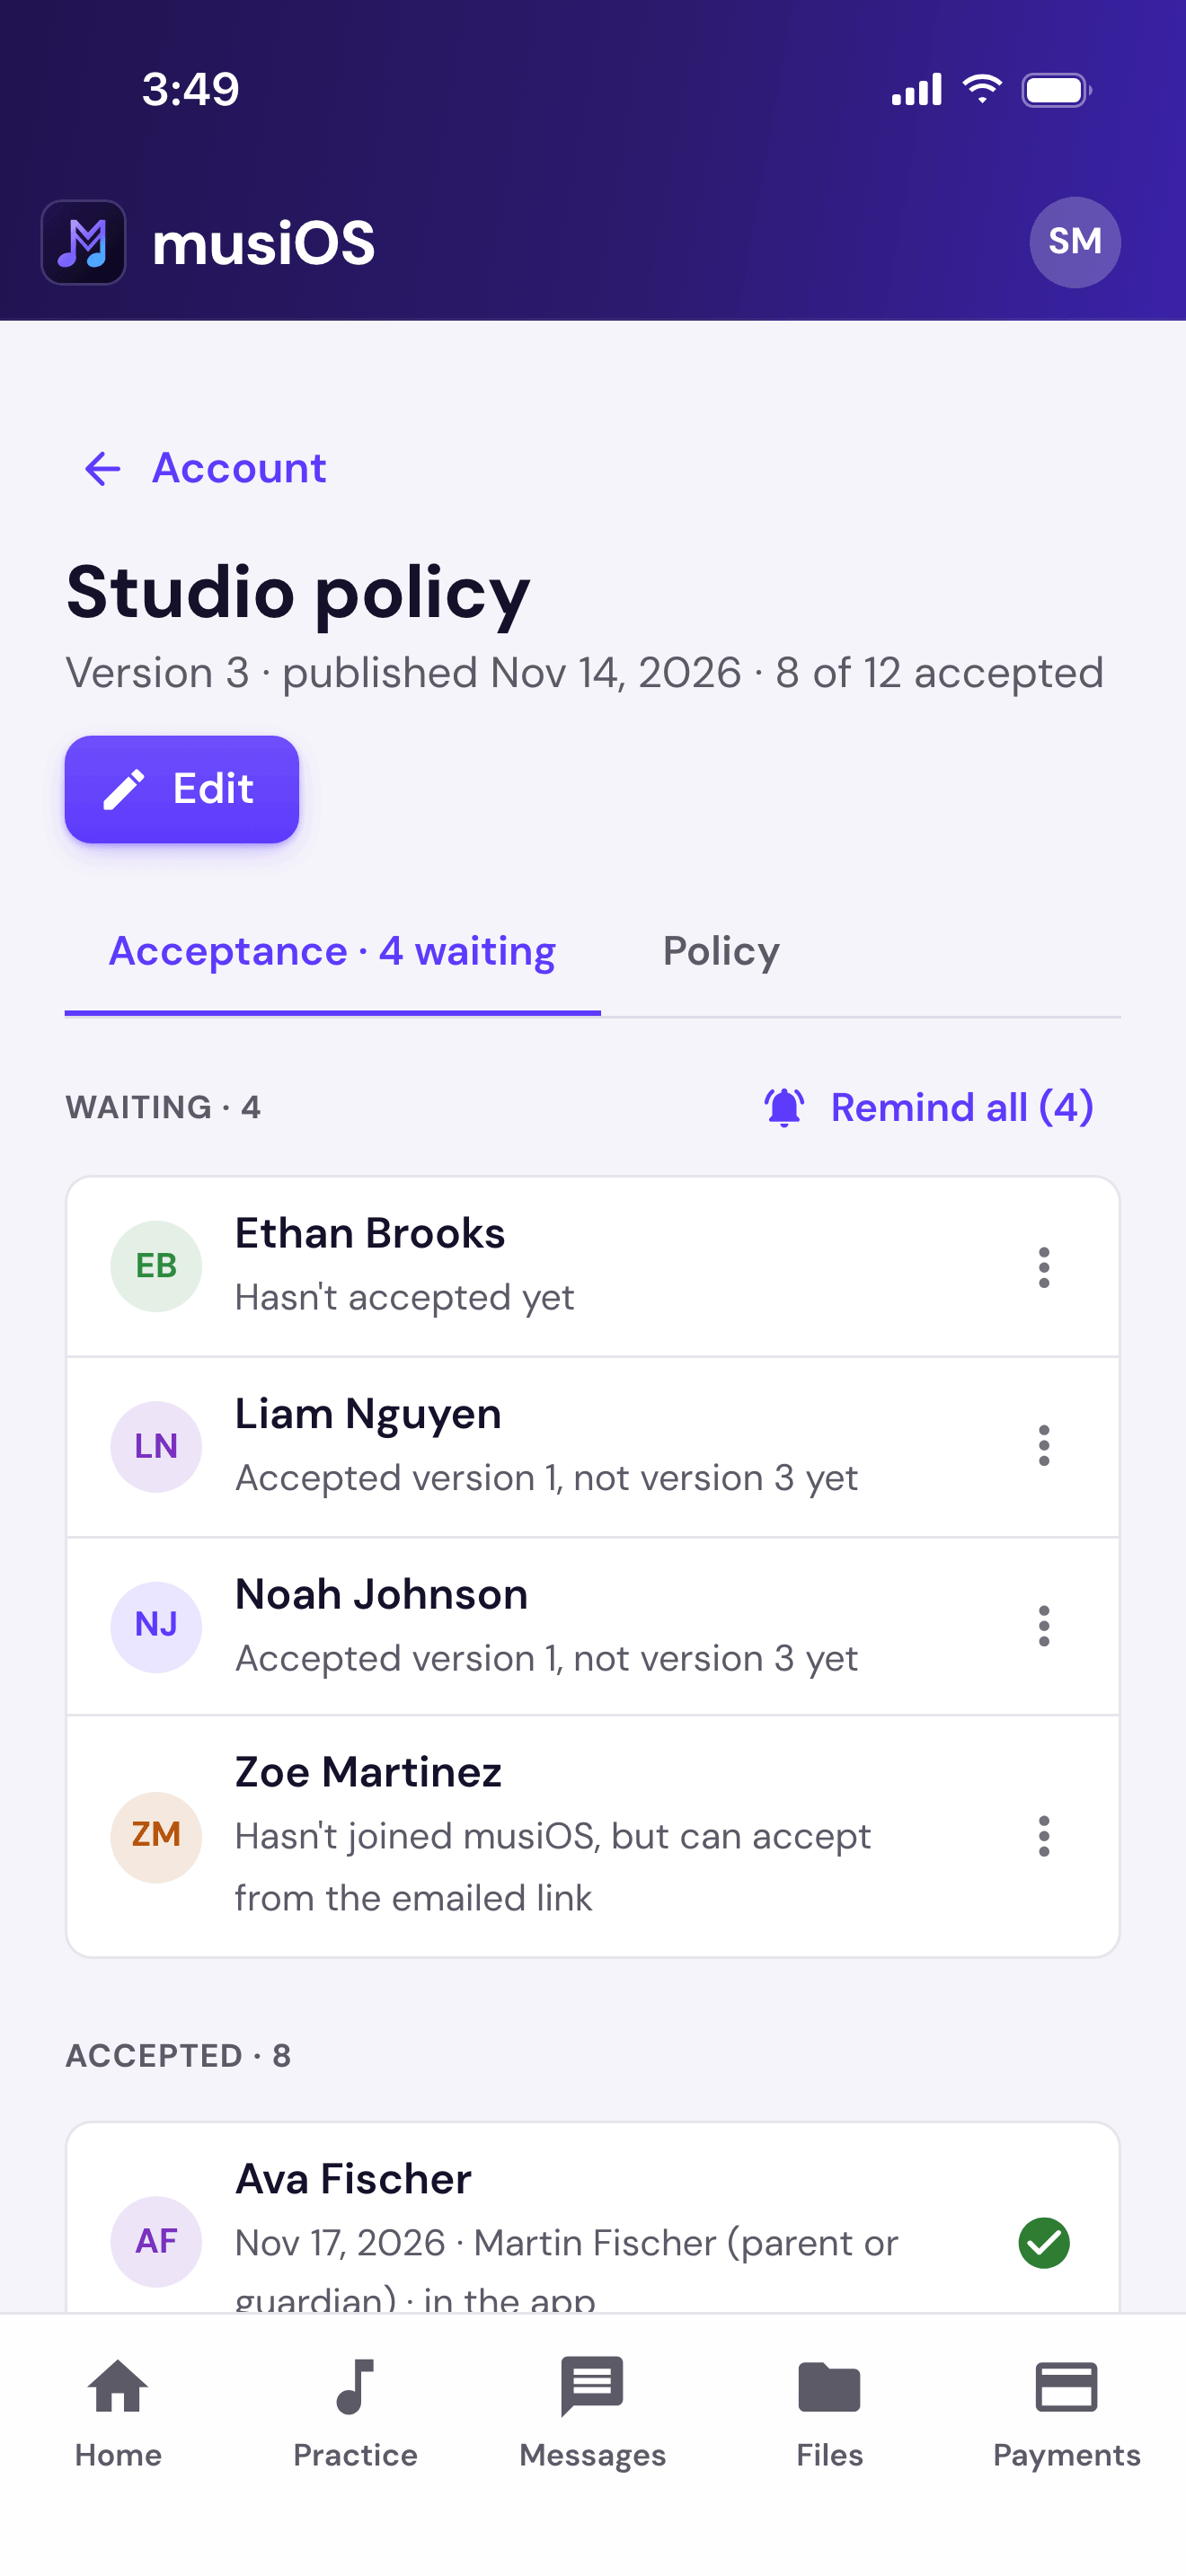 3:49
musiOS
SM
Account
Studio policy
Version 3 · published Nov 14, 2026 · 8 of 12 accepted
Edit
Acceptance · 4 waiting
Policy
WAITING · 4
Remind all (4)
EB
Ethan Brooks
Hasn't accepted yet
LN
Liam Nguyen
Accepted version 1, not version 3 yet
NJ
Noah Johnson
Accepted version 1, not version 3 yet
ZM
Zoe Martinez
Hasn't joined musiOS, but can accept
from the emailed link
ACCEPTED · 8
AF
Ava Fischer
Nov 17, 2026 · Martin Fischer (parent or
guardian) · in the app
Home
Practice
Messages
Files
Payments